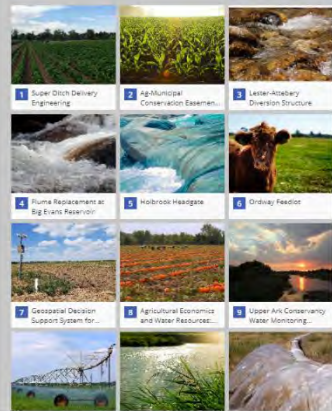 1 Super Ditch Delivery
Engineering
2 Ag-Municipal
Conservation Easemen...
3 Lester-Attebery
Diversion Structure
4 Flume Replacement at
Big Evans Reservoir
5 Holbrook Headgate
6 Ordway Feedlot
7 Geospatial Decision
Support System for...
8 Agricultural Economics
and Water Resources:...
9 Upper Ark Conservancy
Water Monitoring...